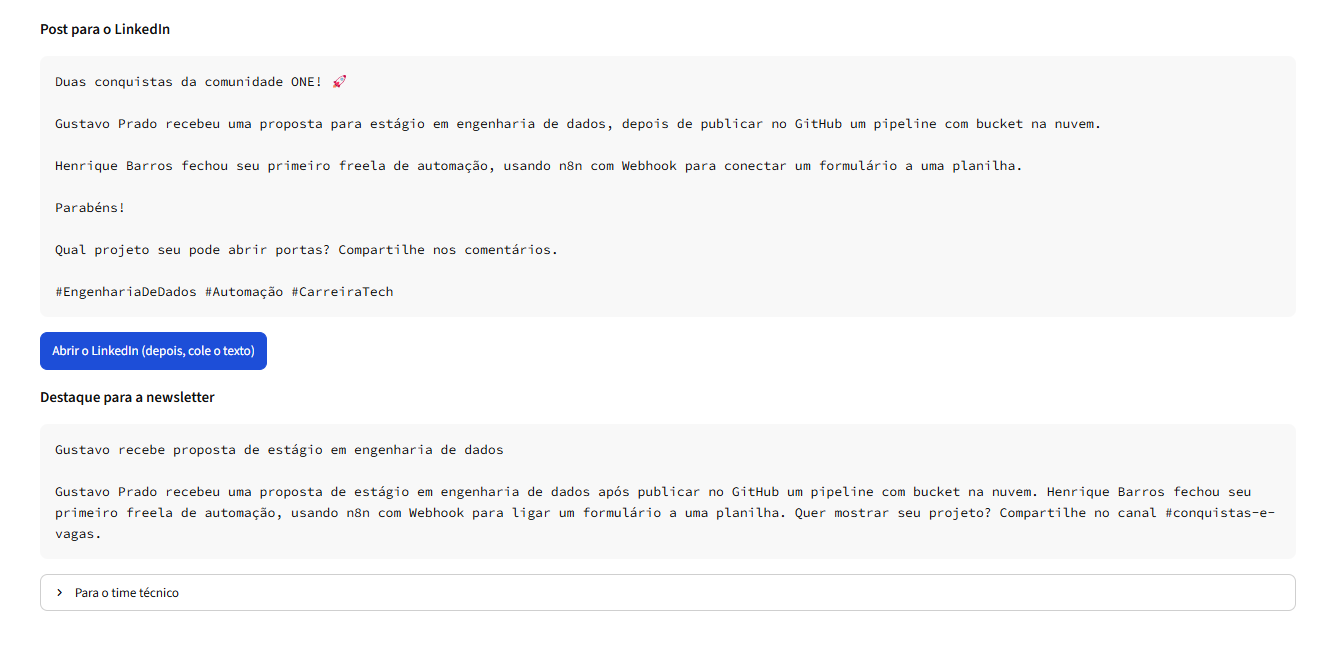 Post para o LinkedIn
Duas conquistas da comunidade ONE! 🚀
Gustavo Prado recebeu uma proposta para estágio em engenharia de dados, depois de publicar no GitHub um pipeline com bucket na nuvem.
Henrique Barros fechou seu primeiro freela de automação, usando n8n com Webhook para conectar um formulário a uma planilha.
Parabéns!
Qual projeto seu pode abrir portas? Compartilhe nos comentários.
#EngenhariaDeDados #Automação #CarreiraTech
Abrir o LinkedIn (depois, cole o texto)
Destaque para a newsletter
Gustavo recebe proposta de estágio em engenharia de dados
Gustavo Prado recebeu uma proposta de estágio em engenharia de dados após publicar no GitHub um pipeline com bucket na nuvem. Henrique Barros fechou seu
primeiro freela de automação, usando n8n com Webhook para ligar um formulário a uma planilha. Quer mostrar seu projeto? Compartilhe no canal #conquistas-e-
vagas.
Para o time técnico